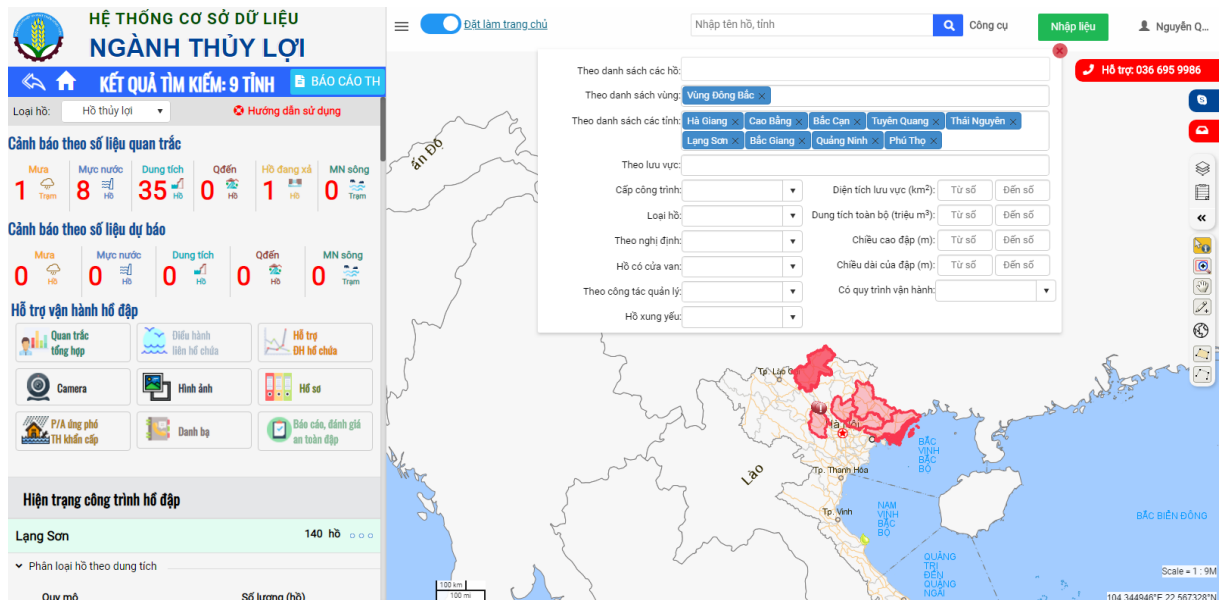 HỆ THỐNG CƠ SỞ DỮ LIỆU
NGÀNH THỦY LỢI
Đặt làm trang chủ
Nhập tên hồ, tỉnh
Công cụ
Nhập liệu
Nguyễn Q...
KẾT QUẢ TÌM KIẾM: 9 TỈNH
BÁO CÁO TH
Loại hồ:
Hồ thủy lợi
Hướng dẫn sử dụng
Cảnh báo theo số liệu quan trắc
Mưa
Mực nước
Dung tích
Qđến
Hồ đang xả
MN sông
1 Trạm
8 Hồ
35 Hồ
0 Hồ
1 Hồ
0 Trạm
Cảnh báo theo số liệu dự báo
Mưa
Mực nước
Dung tích
Qđến
MN sông
0 Hồ
0 Hồ
0 Hồ
0 Hồ
0 Trạm
Hỗ trợ vận hành hồ đập
Quan trắc
tổng hợp
Điều hành
liên hồ chứa
Hỗ trợ
ĐH hồ chứa
Camera
Hình ảnh
Hồ sơ
P/A ứng phó
TH khẩn cấp
Danh bạ
Báo cáo, đánh giá
an toàn đập
Hiện trạng công trình hồ đập
Lạng Sơn
140 hồ
Phân loại hồ theo dung tích
Quy mô
Số lượng (hồ)
Theo danh sách các hồ:
Theo danh sách vùng:
Vùng Đông Bắc ×
Theo danh sách các tỉnh:
Hà Giang × Cao Bằng × Bắc Cạn × Tuyên Quang × Thái Nguyên ×
Lạng Sơn × Bắc Giang × Quảng Ninh × Phú Thọ ×
Theo lưu vực:
Cấp công trình:
Diện tích lưu vực (km²):
Từ số
Đến số
Loại hồ:
Dung tích toàn bộ (triệu m³):
Từ số
Đến số
Theo nghị định:
Chiều cao đập (m):
Từ số
Đến số
Hồ có cửa van:
Chiều dài của đập (m):
Từ số
Đến số
Theo công tác quản lý:
Có quy trình vận hành:
Hồ xung yếu:
Hỗ trợ: 036 695 9986
ấn Độ
Tp. Lào Cai
Hà Nội
Lào
Tp. Thanh Hóa
Tp. Vinh
BẮC
VỊNH
BẮC
BỘ
NAM
VỊNH
BẮC
BỘ
QUẢNG
TRỊ
ĐẾN
QUẢNG
NGÃI
BẮC BIỂN ĐÔNG
100 km
100 mi
Scale = 1 : 9M
104.344946°E 22.567328°N